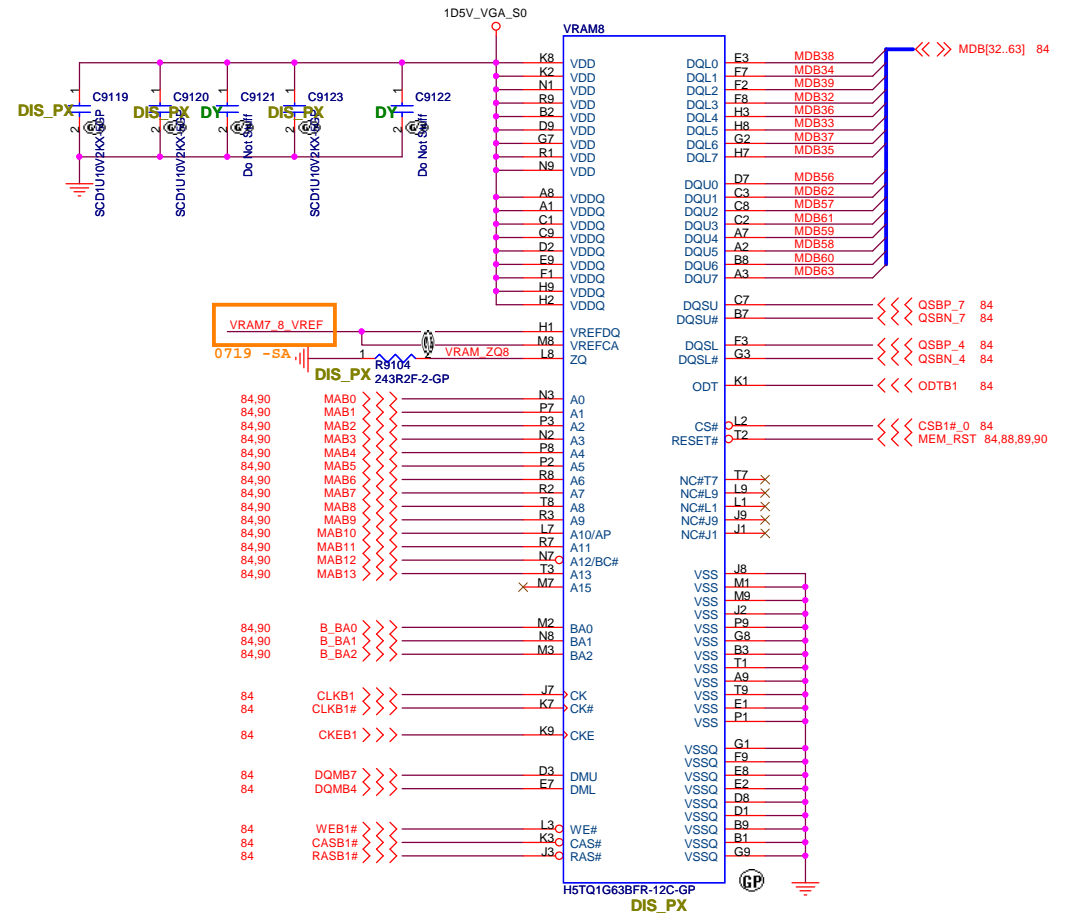 1D5V_VGA_S0
VRAM8
1 C9119 1 C9120 1 C9121 1 C9123 1 C9122
DIS_PX DIS_PX DY DIS_PX DY
2 2 2 2 2
SCD1U10V2KX-5GP
SCD1U10V2KX-5GP
Do Not Stuff
SCD1U10V2KX-5GP
Do Not Stuff
K8 VDD
K2 VDD
N1 VDD
R9 VDD
B2 VDD
D9 VDD
G7 VDD
R1 VDD
N9 VDD
A8 VDDQ
A1 VDDQ
C1 VDDQ
C9 VDDQ
D2 VDDQ
E9 VDDQ
F1 VDDQ
H9 VDDQ
H2 VDDQ
VRAM7_8_VREF H1 VREFDQ
M8 VREFCA
0719 -SA 1 2 VRAM_ZQ8 L8 ZQ
DIS_PX R9104
243R2F-2-GP
84,90 MAB0 N3 A0
84,90 MAB1 P7 A1
84,90 MAB2 P3 A2
84,90 MAB3 N2 A3
84,90 MAB4 P8 A4
84,90 MAB5 P2 A5
84,90 MAB6 R8 A6
84,90 MAB7 R2 A7
84,90 MAB8 T8 A8
84,90 MAB9 R3 A9
84,90 MAB10 L7 A10/AP
84,90 MAB11 R7 A11
84,90 MAB12 N7 A12/BC#
84,90 MAB13 T3 A13
M7 A15
84,90 B_BA0 M2 BA0
84,90 B_BA1 N8 BA1
84,90 B_BA2 M3 BA2
84 CLKB1 J7 CK
84 CLKB1# K7 CK#
84 CKEB1 K9 CKE
84 DQMB7 D3 DMU
84 DQMB4 E7 DML
84 WEB1# L3 WE#
84 CASB1# K3 CAS#
84 RASB1# J3 RAS#
MDB[32..63] 84
DQL0 E3 MDB38
DQL1 F7 MDB34
DQL2 F2 MDB39
DQL3 F8 MDB32
DQL4 H3 MDB36
DQL5 H8 MDB33
DQL6 G2 MDB37
DQL7 H7 MDB35
DQU0 D7 MDB56
DQU1 C3 MDB62
DQU2 C8 MDB57
DQU3 C2 MDB61
DQU4 A7 MDB59
DQU5 A2 MDB58
DQU6 B8 MDB60
DQU7 A3 MDB63
DQSU C7 QSBP_7 84
DQSU# B7 QSBN_7 84
DQSL F3 QSBP_4 84
DQSL# G3 QSBN_4 84
ODT K1 ODTB1 84
CS# L2 CSB1#_0 84
RESET# T2 MEM_RST 84,88,89,90
NC#T7 T7
NC#L9 L9
NC#L1 L1
NC#J9 J9
NC#J1 J1
VSS J8
VSS M1
VSS M9
VSS J2
VSS P9
VSS G8
VSS B3
VSS T1
VSS A9
VSS T9
VSS E1
VSS P1
VSSQ G1
VSSQ F9
VSSQ E8
VSSQ E2
VSSQ D8
VSSQ D1
VSSQ B9
VSSQ B1
VSSQ G9
H5TQ1G63BFR-12C-GP
GP
DIS_PX